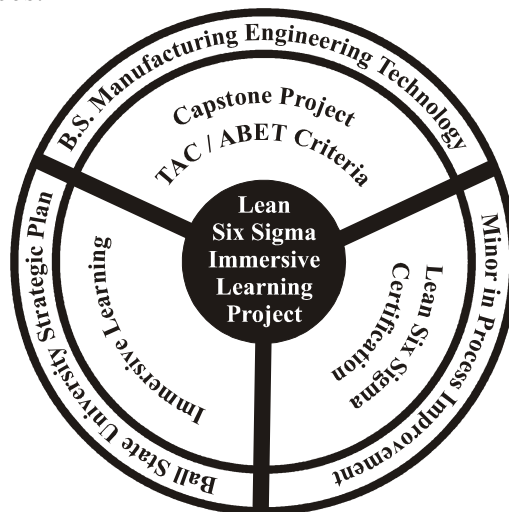 B.S. Manufacturing Engineering Technology
Capstone Project
TAC / ABET Criteria
Lean
Six Sigma
Immersive
Learning
Project
Minor in Process Improvement
Lean Six Sigma
Certification
Ball State University Strategic Plan
Immersive Learning